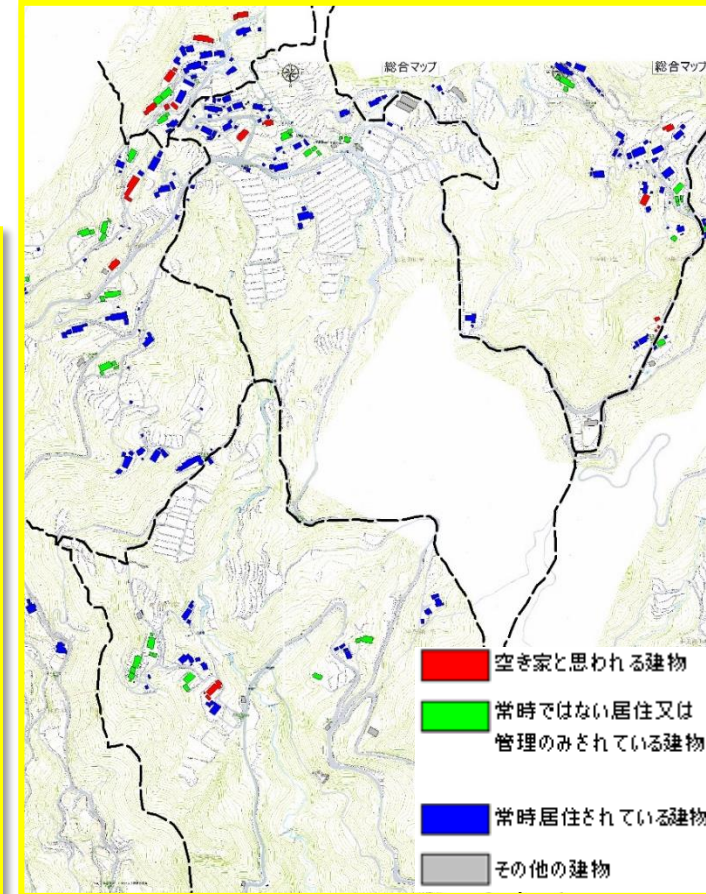 総合マップ
総合マップ
空き家と思われる建物
常時ではない居住又は
管理のみされている建物
常時居住されている建物
その他の建物